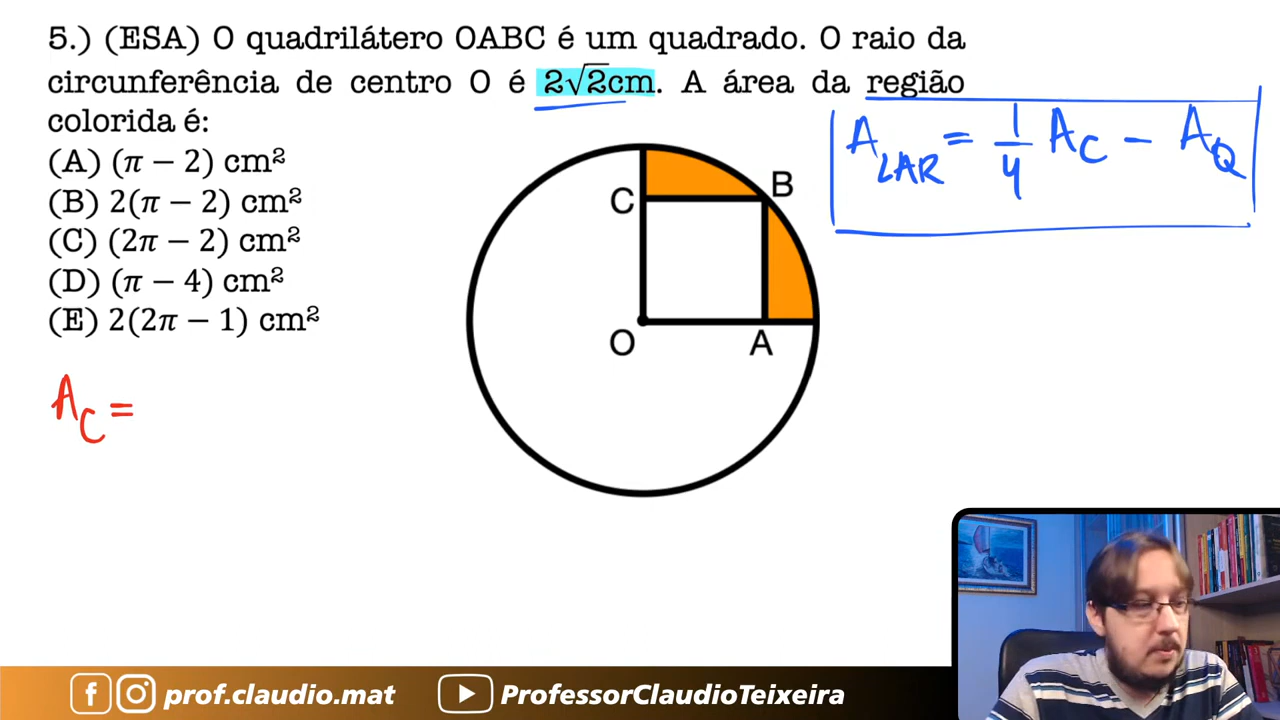 5.) (ESA) O quadrilátero OABC é um quadrado. O raio da
circunferência de centro O é 2√2cm. A área da região
colorida é:
(A) (π − 2) cm²
(B) 2(π − 2) cm²
(C) (2π − 2) cm²
(D) (π − 4) cm²
(E) 2(2π − 1) cm²
A_LAR = 1/4 A_C − A_Q
C
B
O
A
A_C =
prof.claudio.mat
ProfessorClaudioTeixeira